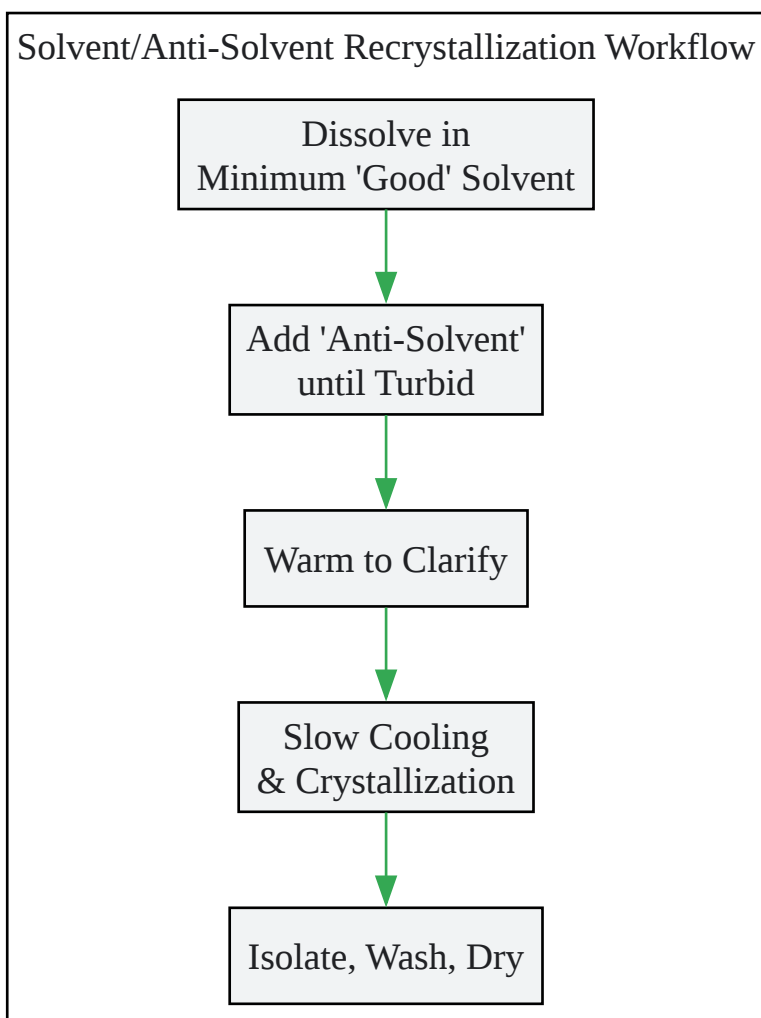 Solvent/Anti-Solvent Recrystallization Workflow
Dissolve in
Minimum 'Good' Solvent
Add 'Anti-Solvent'
until Turbid
Warm to Clarify
Slow Cooling
& Crystallization
Isolate, Wash, Dry